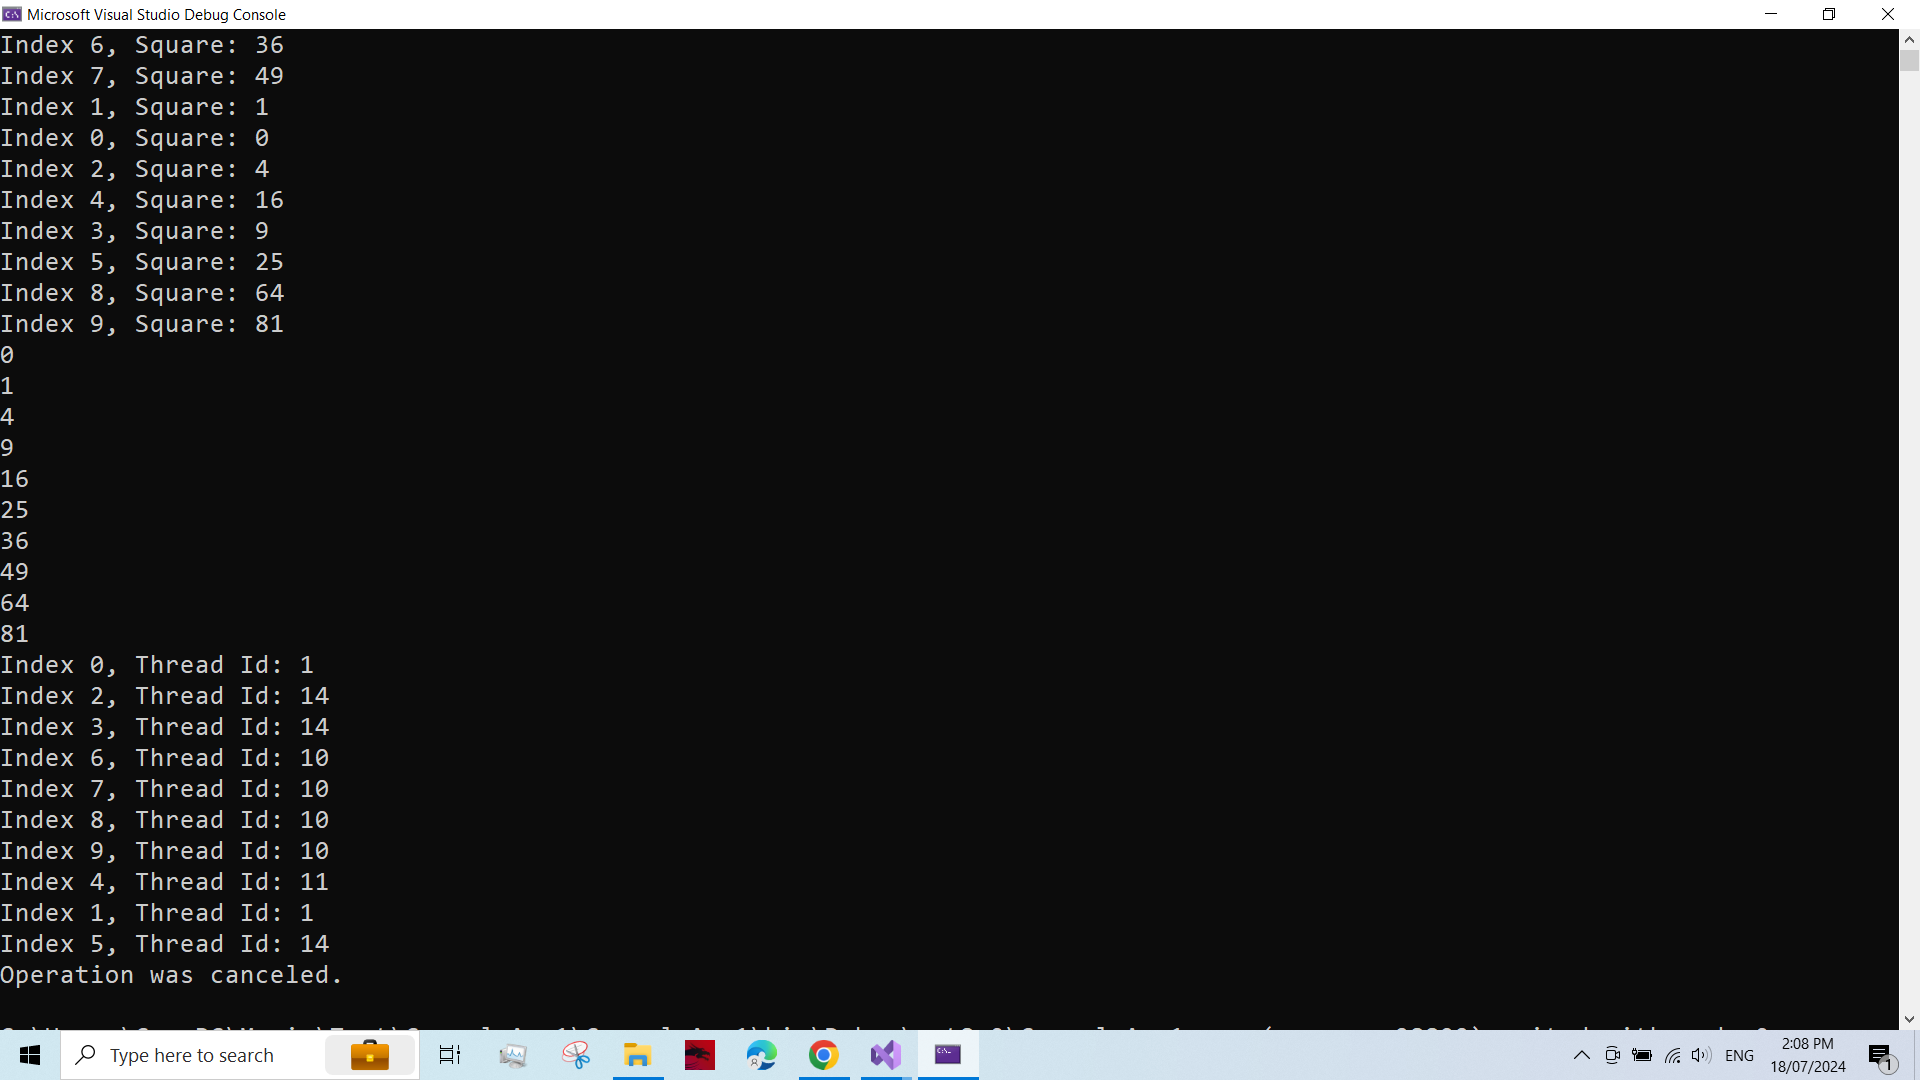 Microsoft Visual Studio Debug Console
Index 6, Square: 36
Index 7, Square: 49
Index 1, Square: 1
Index 0, Square: 0
Index 2, Square: 4
Index 4, Square: 16
Index 3, Square: 9
Index 5, Square: 25
Index 8, Square: 64
Index 9, Square: 81
0
1
4
9
16
25
36
49
64
81
Index 0, Thread Id: 1
Index 2, Thread Id: 14
Index 3, Thread Id: 14
Index 6, Thread Id: 10
Index 7, Thread Id: 10
Index 8, Thread Id: 10
Index 9, Thread Id: 10
Index 4, Thread Id: 11
Index 1, Thread Id: 1
Index 5, Thread Id: 14
Operation was canceled.
Type here to search
ENG
2:08 PM
18/07/2024
1